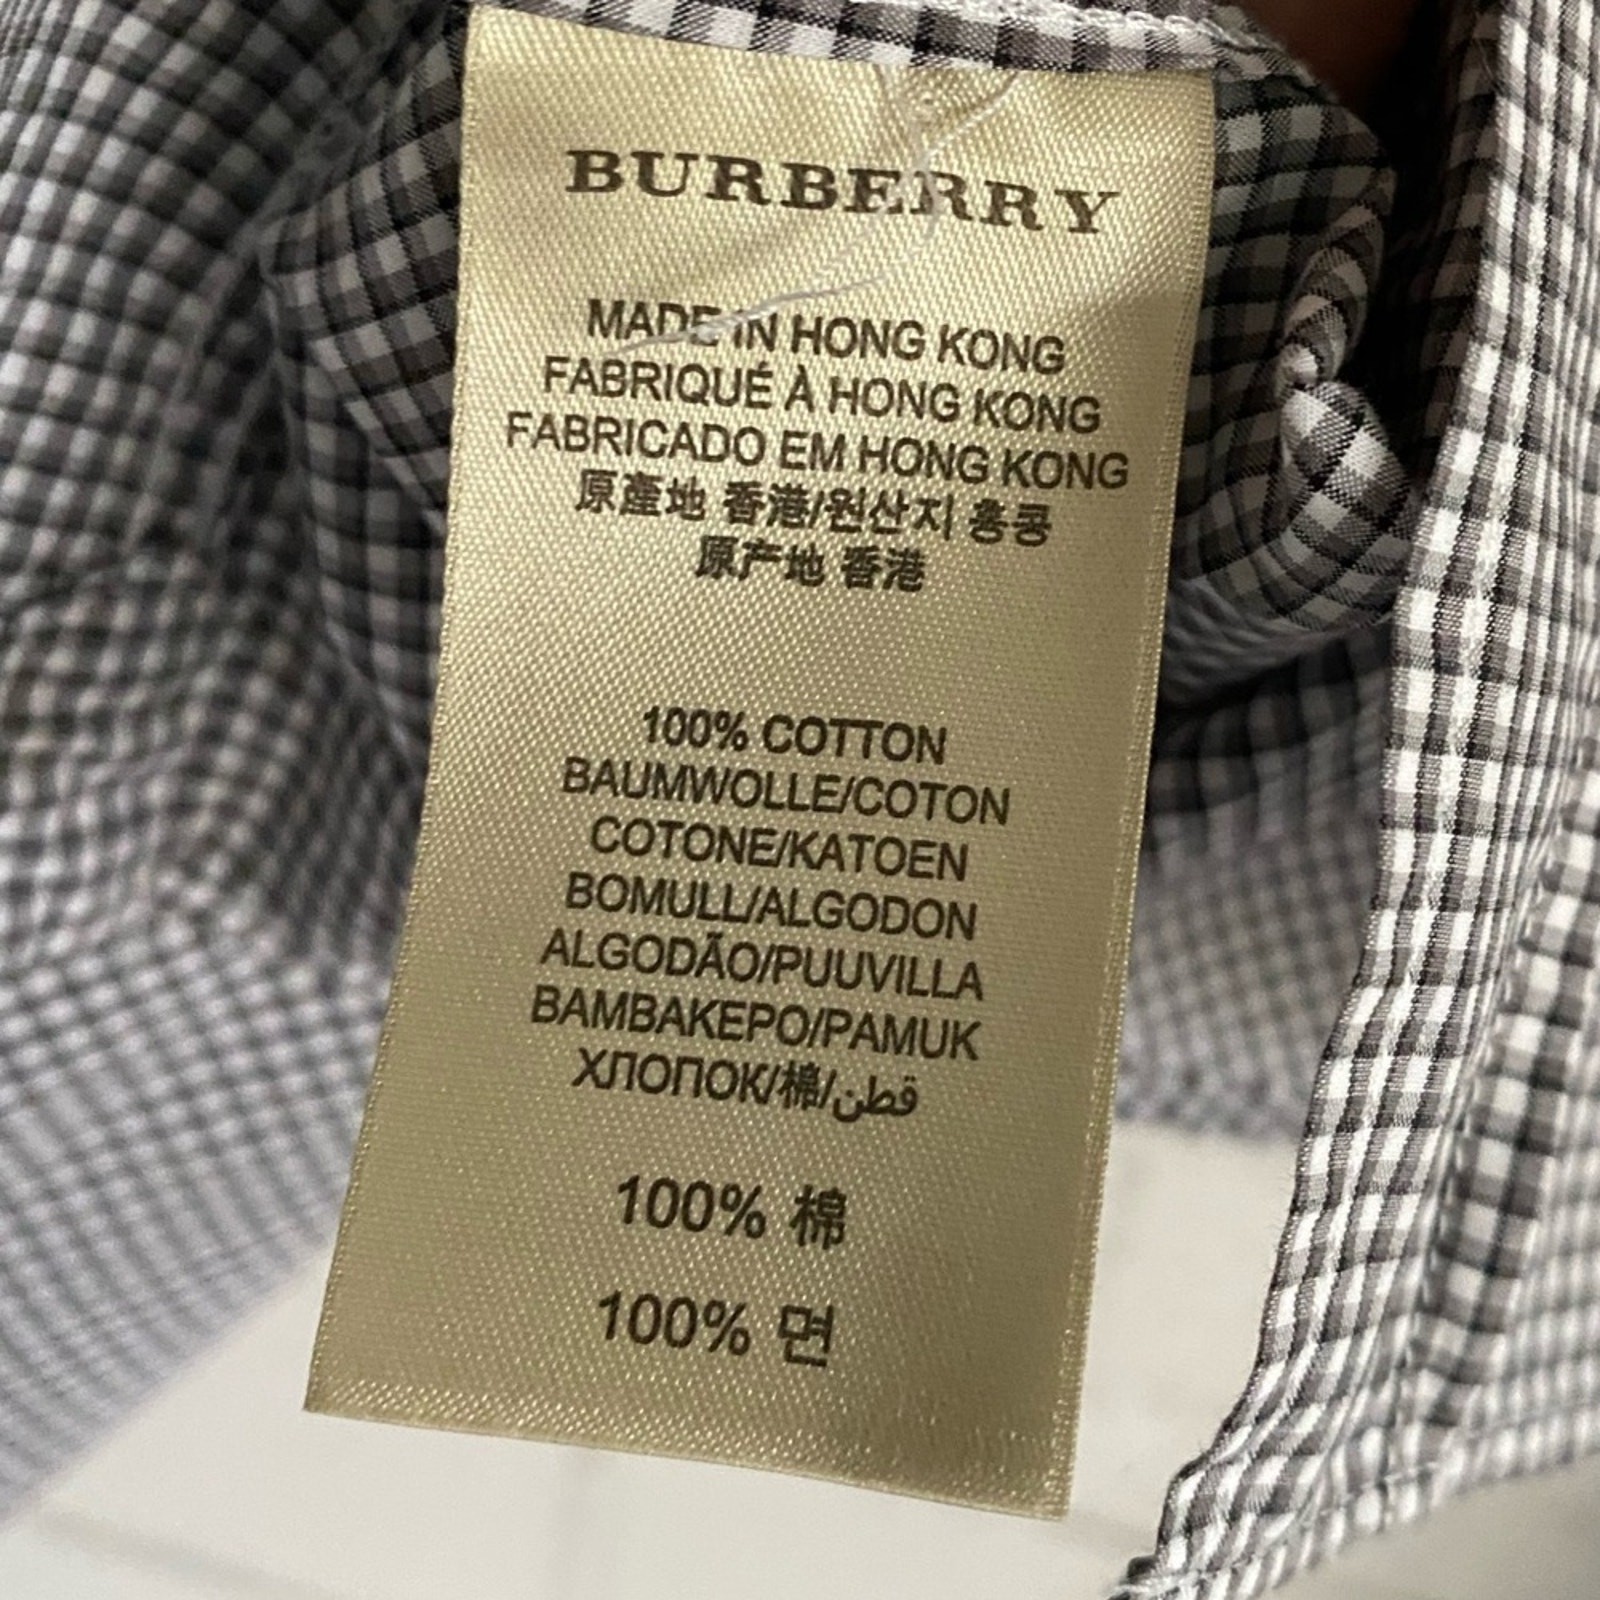 BURBERRY
MADE IN HONG KONG
FABRIQUÉ À HONG KONG
FABRICADO EM HONG KONG
原產地 香港/원산지 홍콩
原产地 香港
100% COTTON
BAUMWOLLE/COTON
COTONE/KATOEN
BOMULL/ALGODON
ALGODÃO/PUUVILLA
BAMBAKEPO/PAMUK
ХЛОПОК/棉/قطن
100% 棉
100% 면